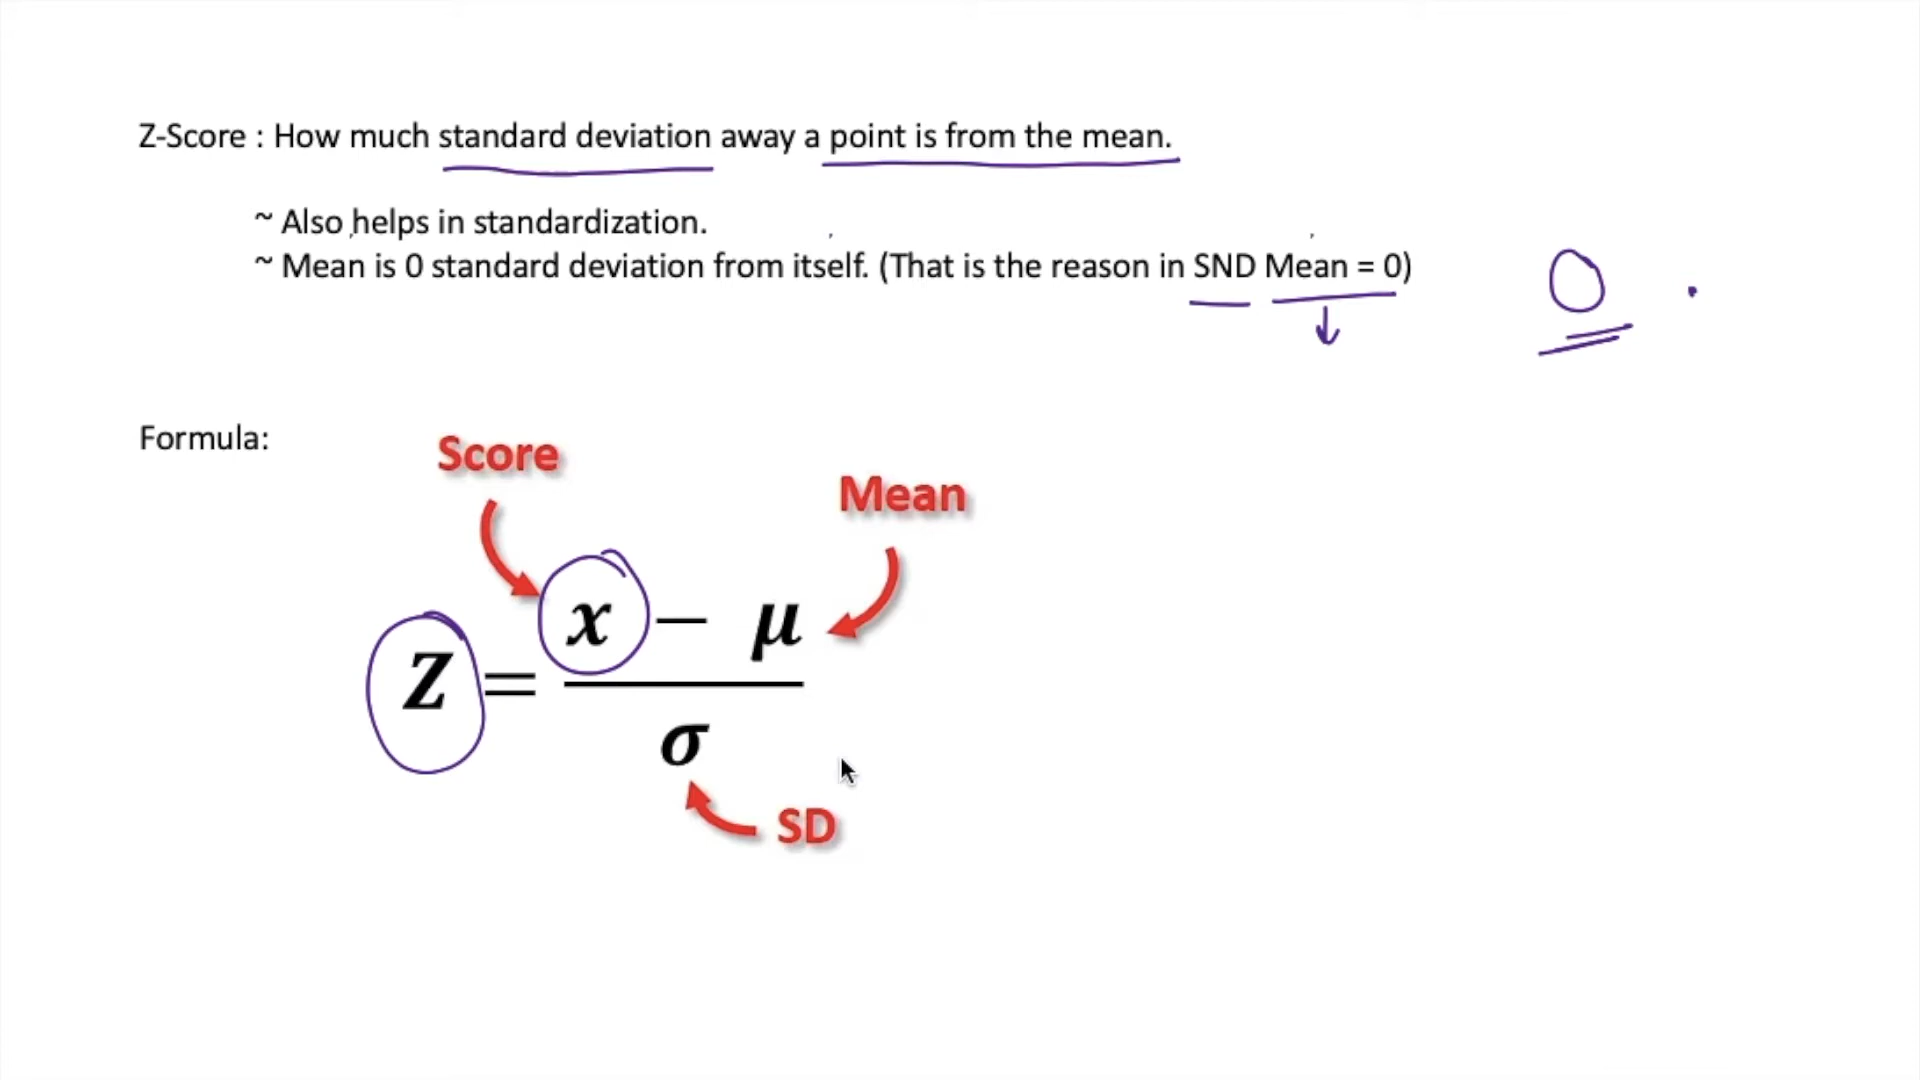 Z-Score : How much standard deviation away a point is from the mean.
~ Also helps in standardization.
~ Mean is 0 standard deviation from itself. (That is the reason in SND Mean = 0)
0
Formula:
Score
Mean
x − μ
Z =
σ
SD